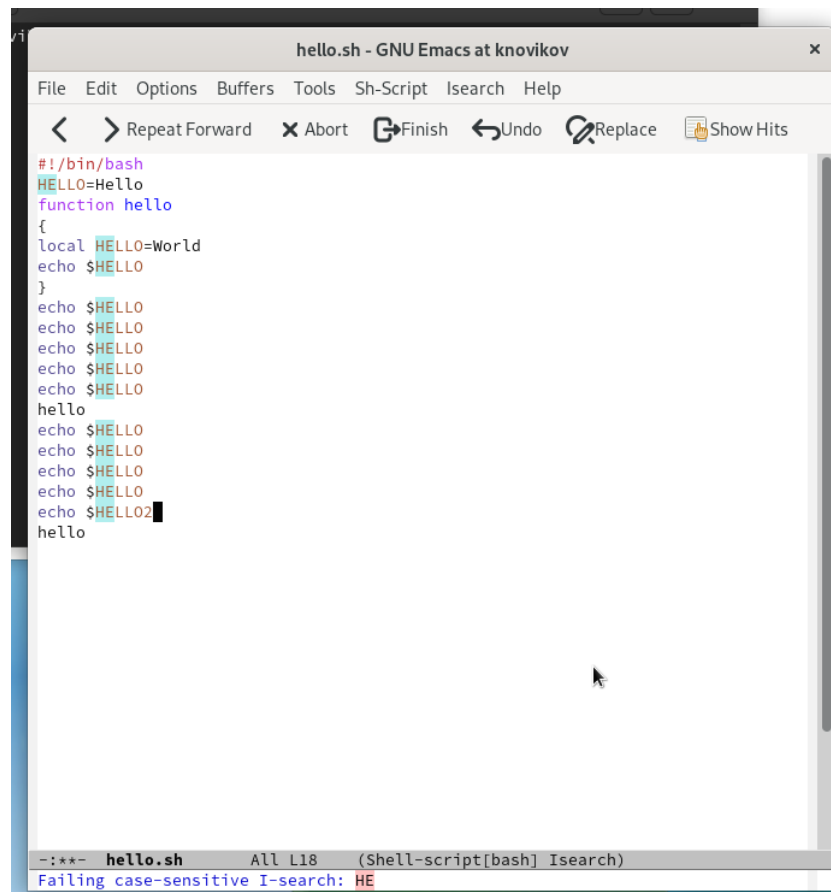 vi
hello.sh - GNU Emacs at knovikov
File Edit Options Buffers Tools Sh-Script Isearch Help
Repeat Forward Abort Finish Undo Replace Show Hits
#!/bin/bash
HELLO=Hello
function hello
{
local HELLO=World
echo $HELLO
}
echo $HELLO
echo $HELLO
echo $HELLO
echo $HELLO
echo $HELLO
hello
echo $HELLO
echo $HELLO
echo $HELLO
echo $HELLO
echo $HELLO2
hello
-:**- hello.sh All L18 (Shell-script[bash] Isearch)
Failing case-sensitive I-search: HE